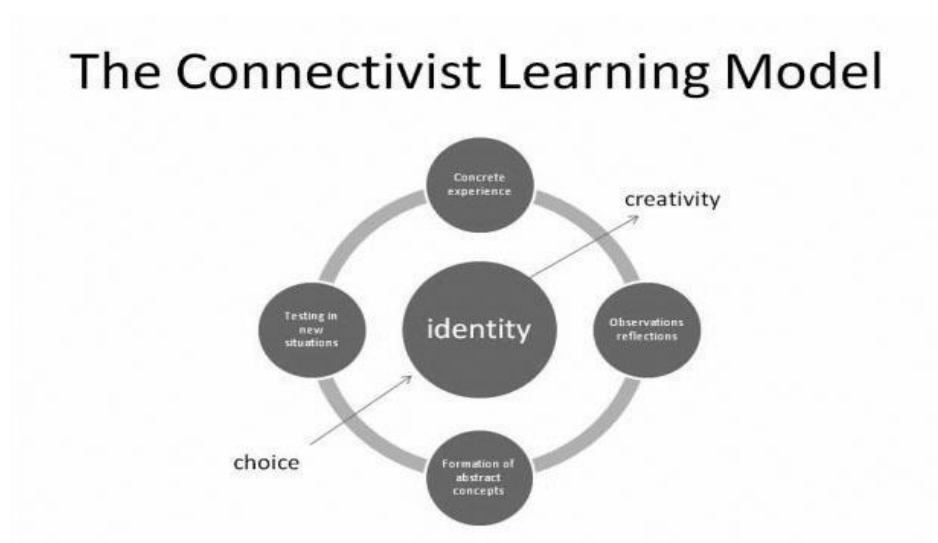 The Connectivist Learning Model
Concrete
experience
creativity
Testing in
new
situations
identity
Observations
reflections
choice
Formation of
abstract
concepts